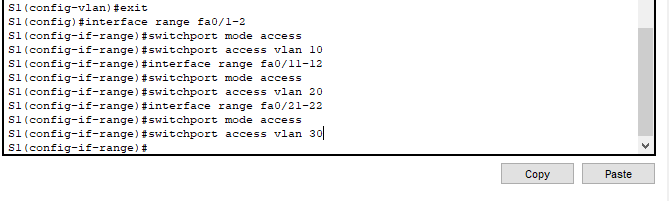 S1(config-vlan)#exit
S1(config)#interface range fa0/1-2
S1(config-if-range)#switchport mode access
S1(config-if-range)#switchport access vlan 10
S1(config-if-range)#interface range fa0/11-12
S1(config-if-range)#switchport mode access
S1(config-if-range)#switchport access vlan 20
S1(config-if-range)#interface range fa0/21-22
S1(config-if-range)#switchport mode access
S1(config-if-range)#switchport access vlan 30
S1(config-if-range)#
Copy
Paste